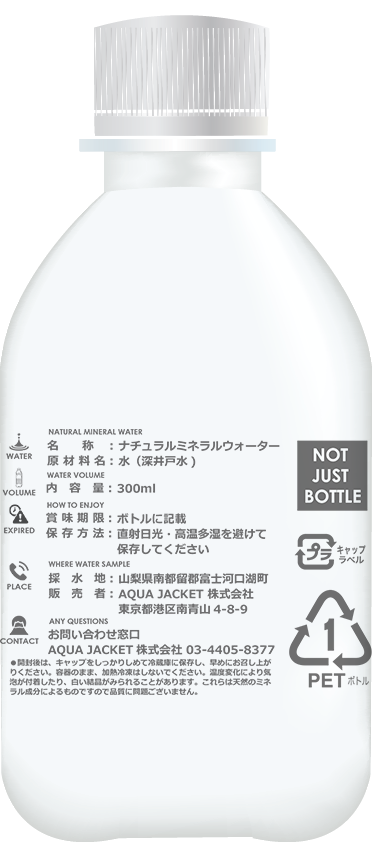 NATURAL MINERAL WATER
名　称：ナチュラルミネラルウォーター
原材料名：水（深井戸水）
WATER
WATER VOLUME
内　容　量：300ml
VOLUME
HOW TO ENJOY
賞味期限：ボトルに記載
保存方法：直射日光・高温多湿を避けて
保存してください
EXPIRED
WHERE WATER SAMPLE
採　水　地：山梨県南都留郡富士河口湖町
販　売　者：AQUA JACKET 株式会社
東京都港区南青山 4-8-9
PLACE
ANY QUESTIONS
お問い合わせ窓口
AQUA JACKET 株式会社 03-4405-8377
CONTACT
●開封後は、キャップをしっかりしめて冷蔵庫に保存し、早めにお召し上が
りください。容器のまま、加熱冷凍はしないでください。温度変化により気
泡が付着したり、白い結晶がみられることがあります。これらは天然のミネ
ラル成分によるものですので品質に問題ございません。
NOT
JUST
BOTTLE
プラ
キャップ
ラベル
1
PETボトル